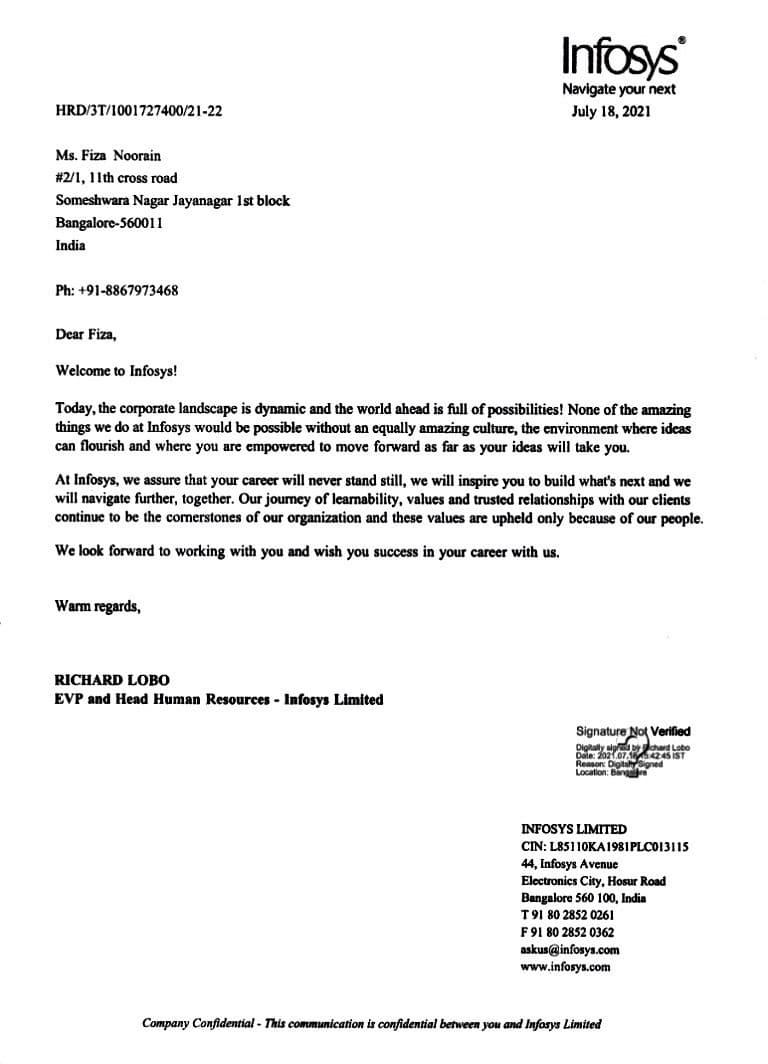 Infosys®
Navigate your next
HRD/3T/1001727400/21-22
July 18, 2021
Ms. Fiza Noorain
#2/1, 11th cross road
Someshwara Nagar Jayanagar 1st block
Bangalore-560011
India
Ph: +91-8867973468
Dear Fiza,
Welcome to Infosys!
Today, the corporate landscape is dynamic and the world ahead is full of possibilities! None of the amazing
things we do at Infosys would be possible without an equally amazing culture, the environment where ideas
can flourish and where you are empowered to move forward as far as your ideas will take you.
At Infosys, we assure that your career will never stand still, we will inspire you to build what's next and we
will navigate further, together. Our journey of learnability, values and trusted relationships with our clients
continue to be the cornerstones of our organization and these values are upheld only because of our people.
We look forward to working with you and wish you success in your career with us.
Warm regards,
RICHARD LOBO
EVP and Head Human Resources - Infosys Limited
Signature Not Verified
Digitally signed by Richard Lobo
Date: 42:45 IST
Reason: Digitally Signed
Location: Bangalore
INFOSYS LIMITED
CIN: L85110KA1981PLC013115
44, Infosys Avenue
Electronics City, Hosur Road
Bangalore 560 100, India
T 91 80 2852 0261
F 91 80 2852 0362
askus@infosys.com
www.infosys.com
Company Confidential - This communication is confidential between you and Infosys Limited